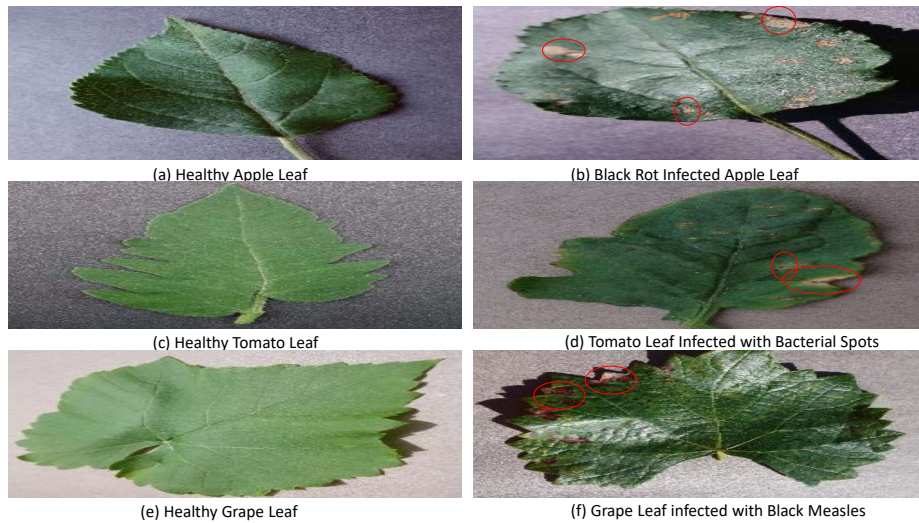 (a) Healthy Apple Leaf
(b) Black Rot Infected Apple Leaf
(c) Healthy Tomato Leaf
(d) Tomato Leaf Infected with Bacterial Spots
(e) Healthy Grape Leaf
(f) Grape Leaf infected with Black Measles